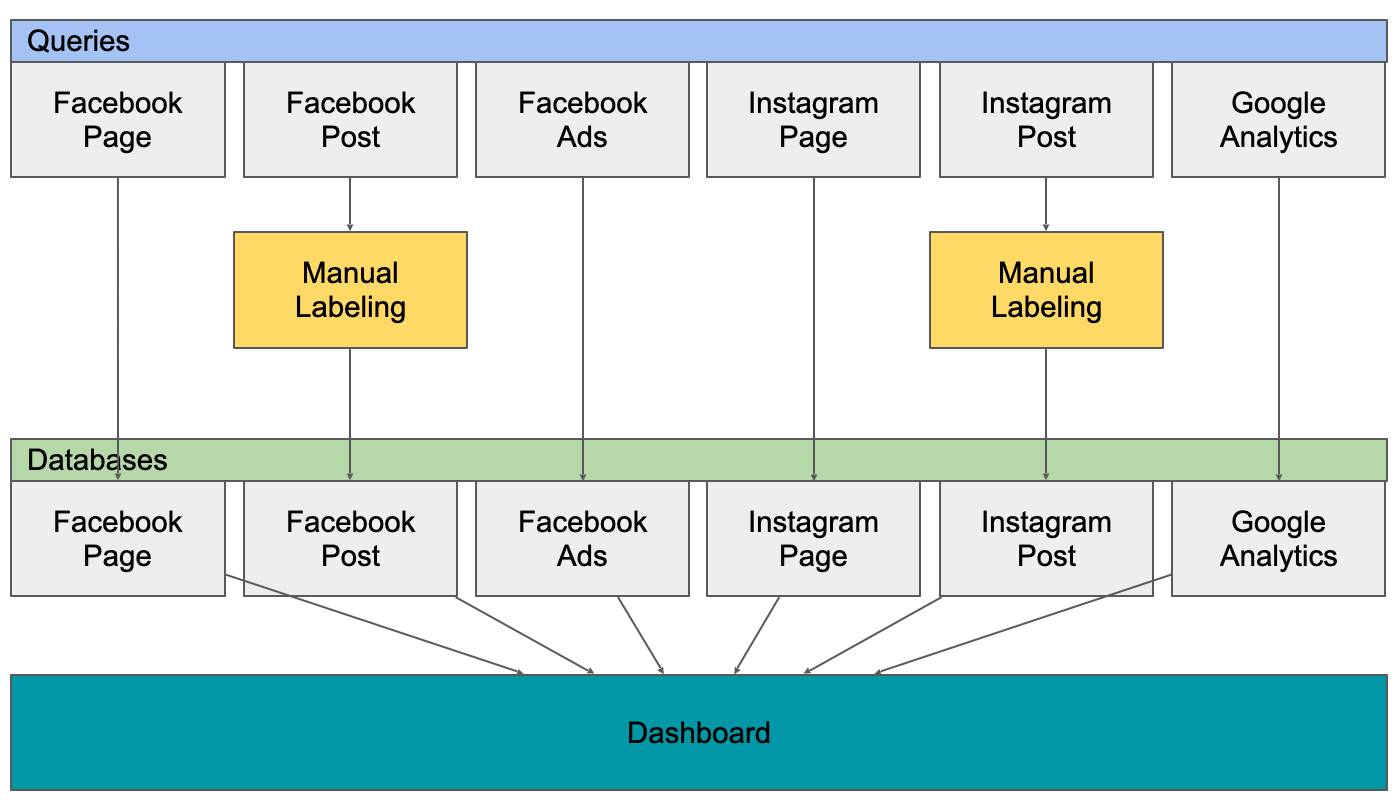 Queries
Facebook
Page
Facebook
Post
Facebook
Ads
Instagram
Page
Instagram
Post
Google
Analytics
Manual
Labeling
Manual
Labeling
Databases
Facebook
Page
Facebook
Post
Facebook
Ads
Instagram
Page
Instagram
Post
Google
Analytics
Dashboard